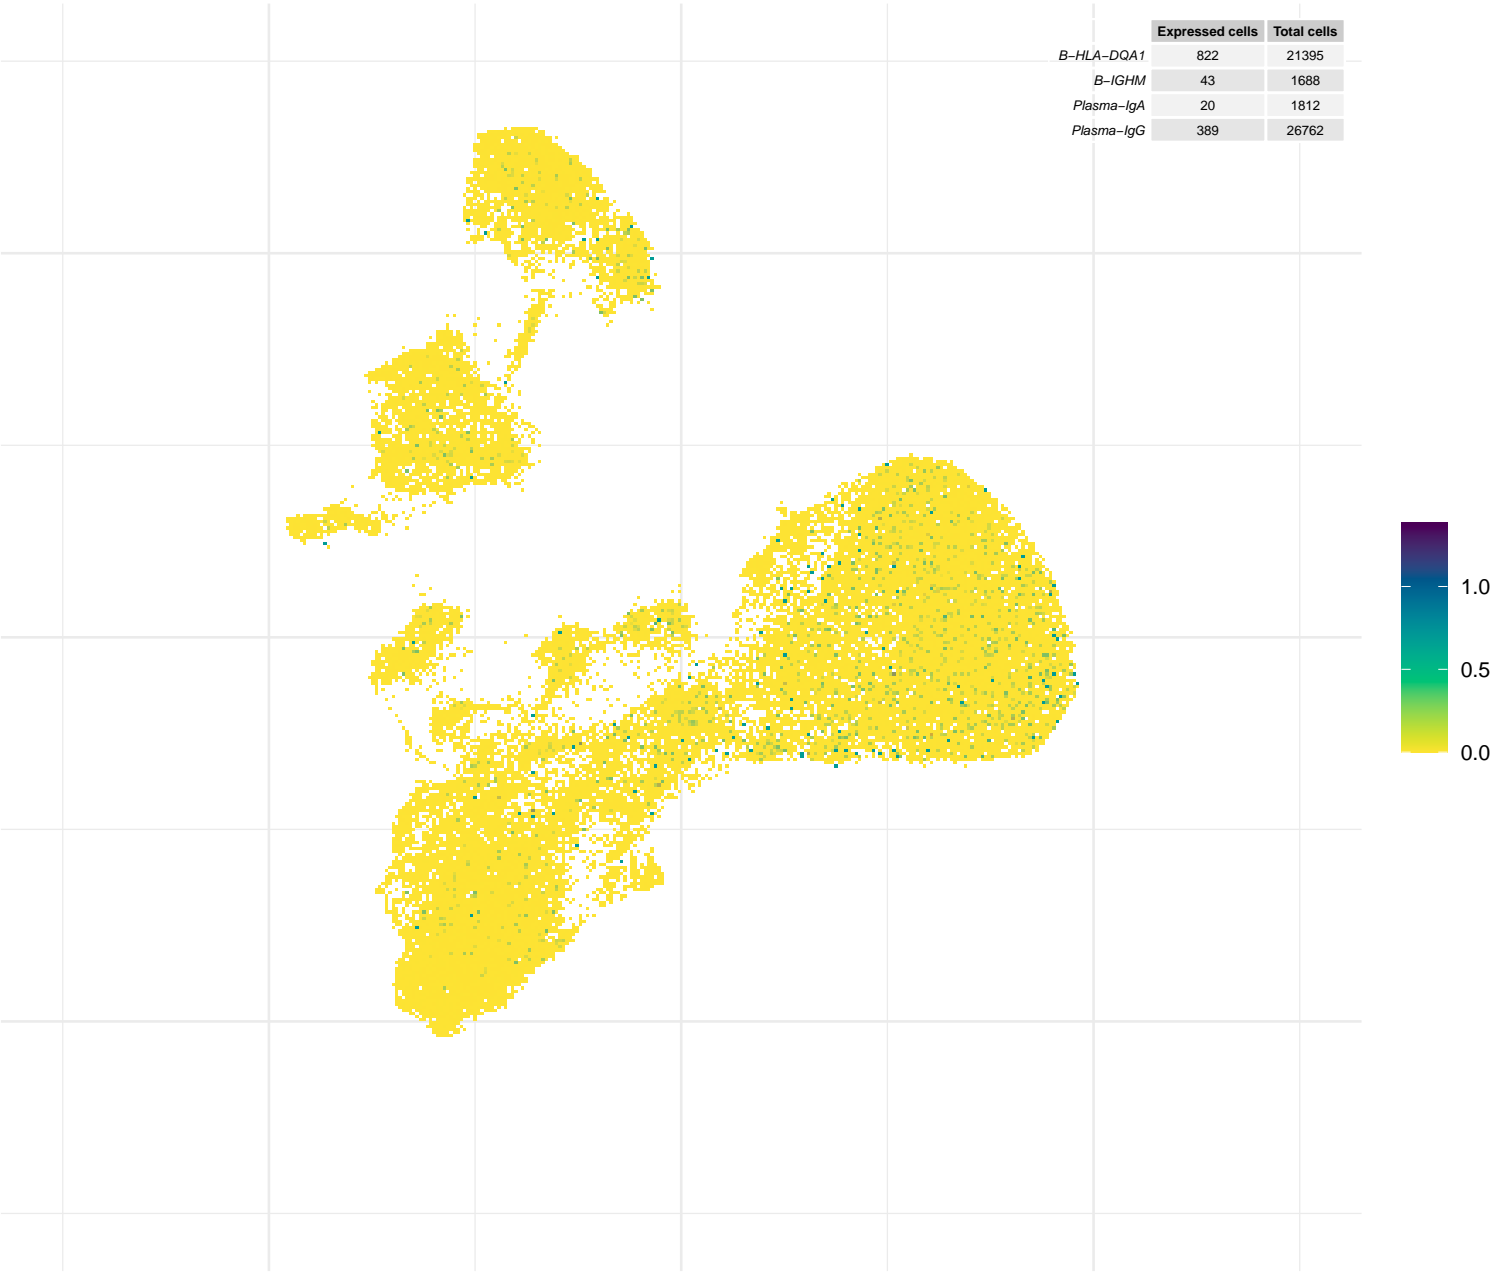 Expressed cells Total cells
B−HLA−DQA1 822 21395
B−IGHM 43 1688
Plasma−IgA 20 1812
Plasma−IgG 389 26762
1.0
0.5
0.0